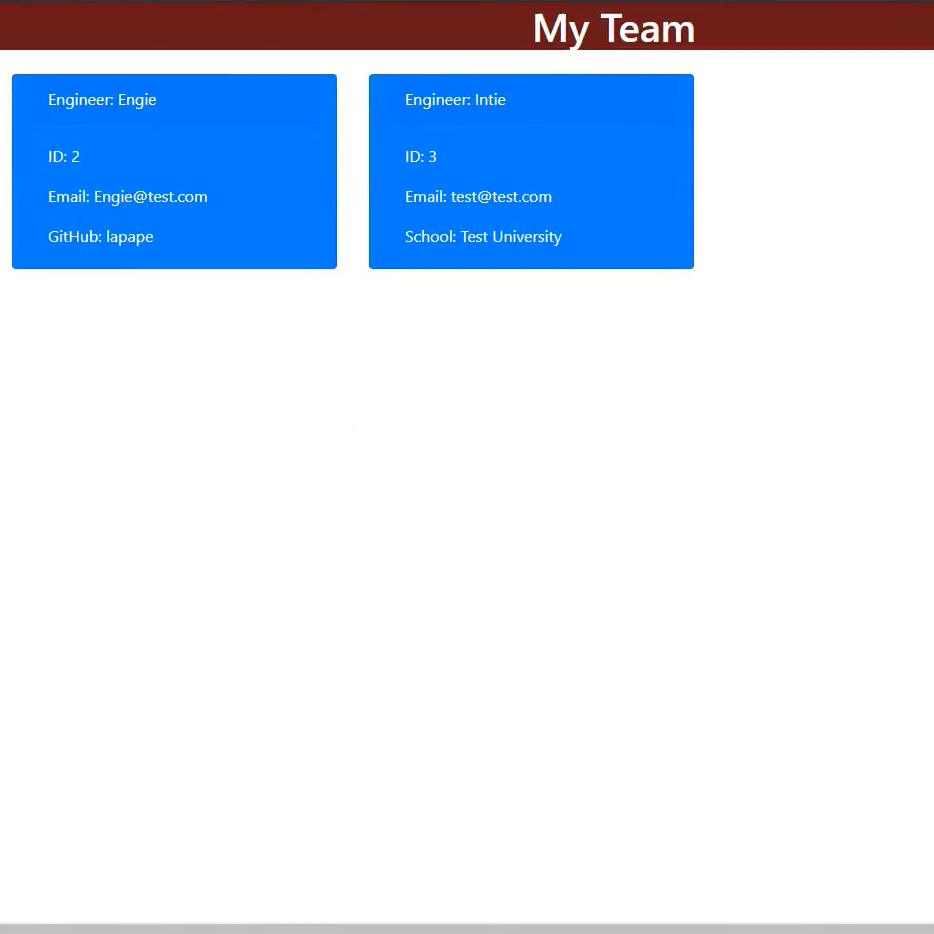 My Team
Engineer: Engie
ID: 2
Email: Engie@test.com
GitHub: lapape
Engineer: Intie
ID: 3
Email: test@test.com
School: Test University